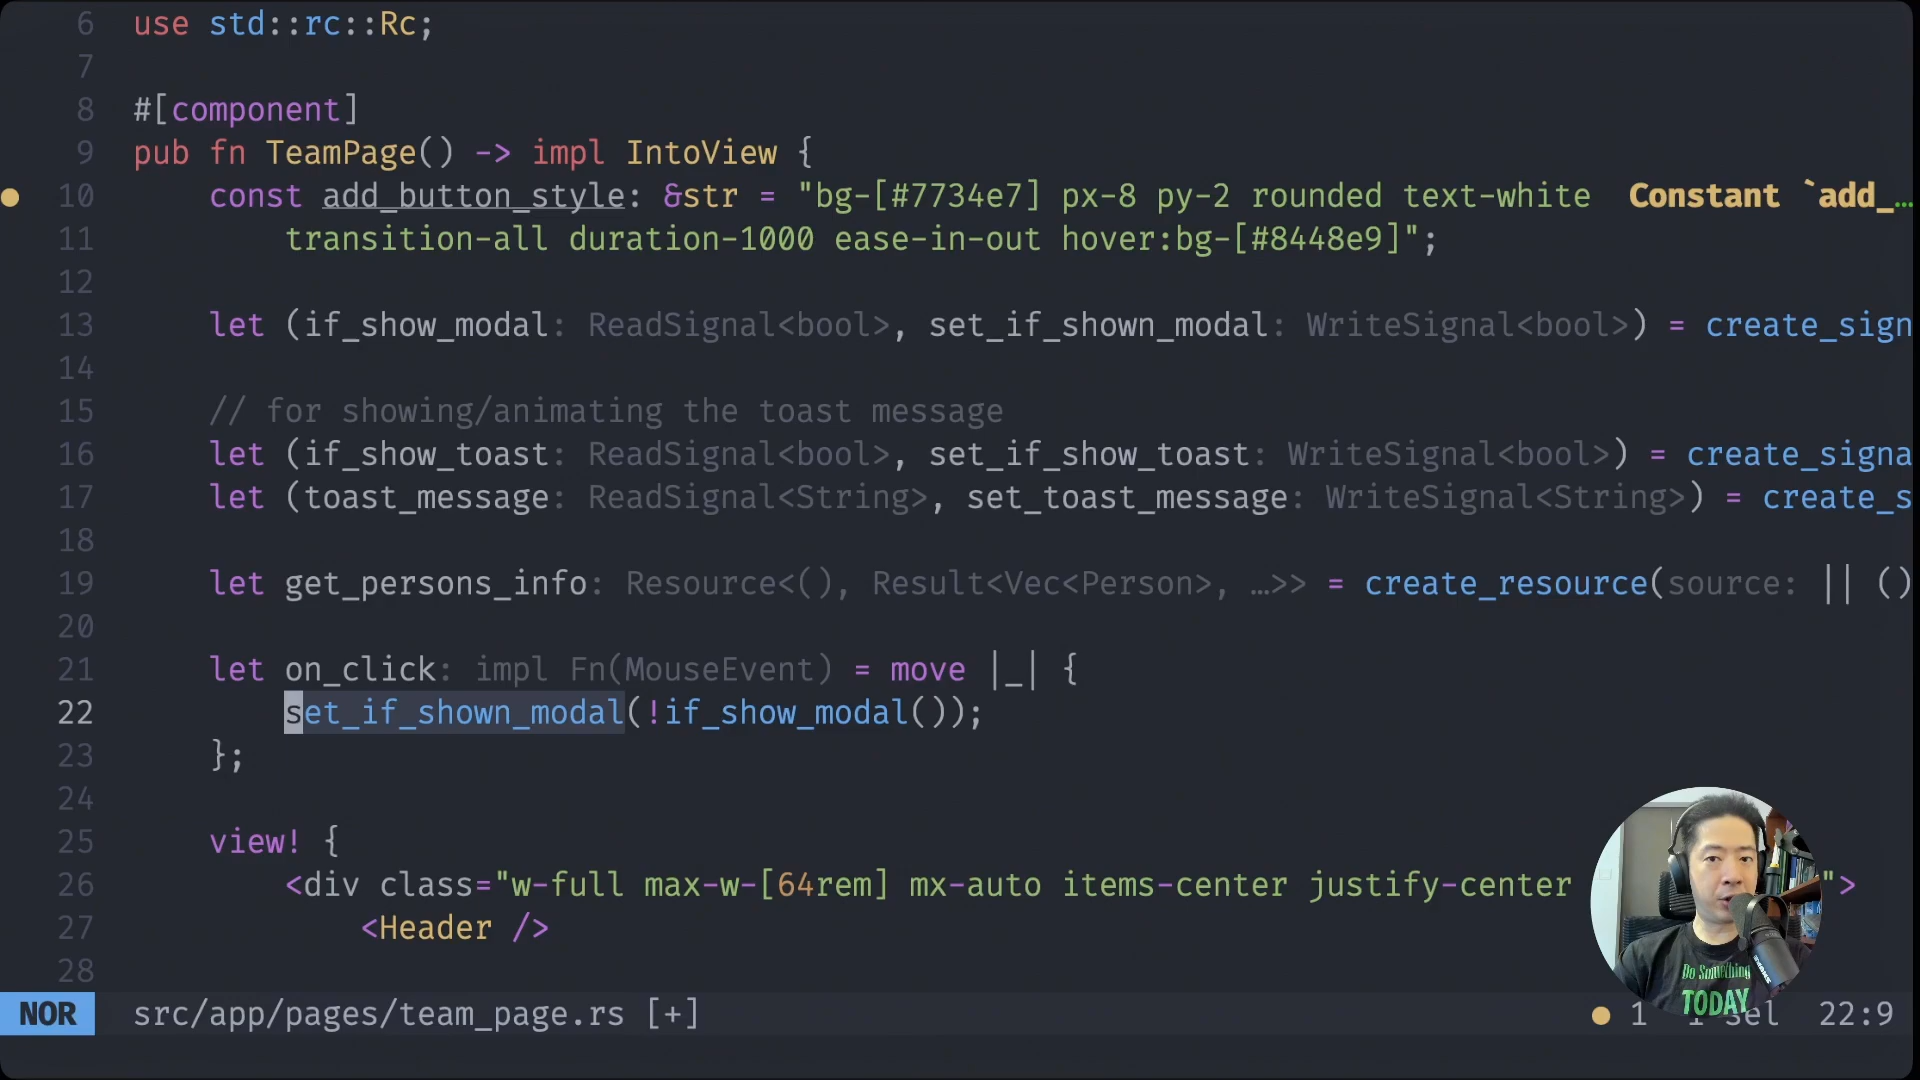 6 use std::rc::Rc;
7
8 #[component]
9 pub fn TeamPage() -> impl IntoView {
10 const add_button_style: &str = "bg-[#7734e7] px-8 py-2 rounded text-white Constant `add_…
11 transition-all duration-1000 ease-in-out hover:bg-[#8448e9]";
12
13 let (if_show_modal: ReadSignal<bool>, set_if_shown_modal: WriteSignal<bool>) = create_sign
14
15 // for showing/animating the toast message
16 let (if_show_toast: ReadSignal<bool>, set_if_show_toast: WriteSignal<bool>) = create_signa
17 let (toast_message: ReadSignal<String>, set_toast_message: WriteSignal<String>) = create_s
18
19 let get_persons_info: Resource<(), Result<Vec<Person>, …>> = create_resource(source: || ()
20
21 let on_click: impl Fn(MouseEvent) = move |_| {
22 set_if_shown_modal(!if_show_modal());
23 };
24
25 view! {
26 <div class="w-full max-w-[64rem] mx-auto items-center justify-center ">
27 <Header />
28
Do Something
TODAY
NOR src/app/pages/team_page.rs [+] 1 1 sel 22:9